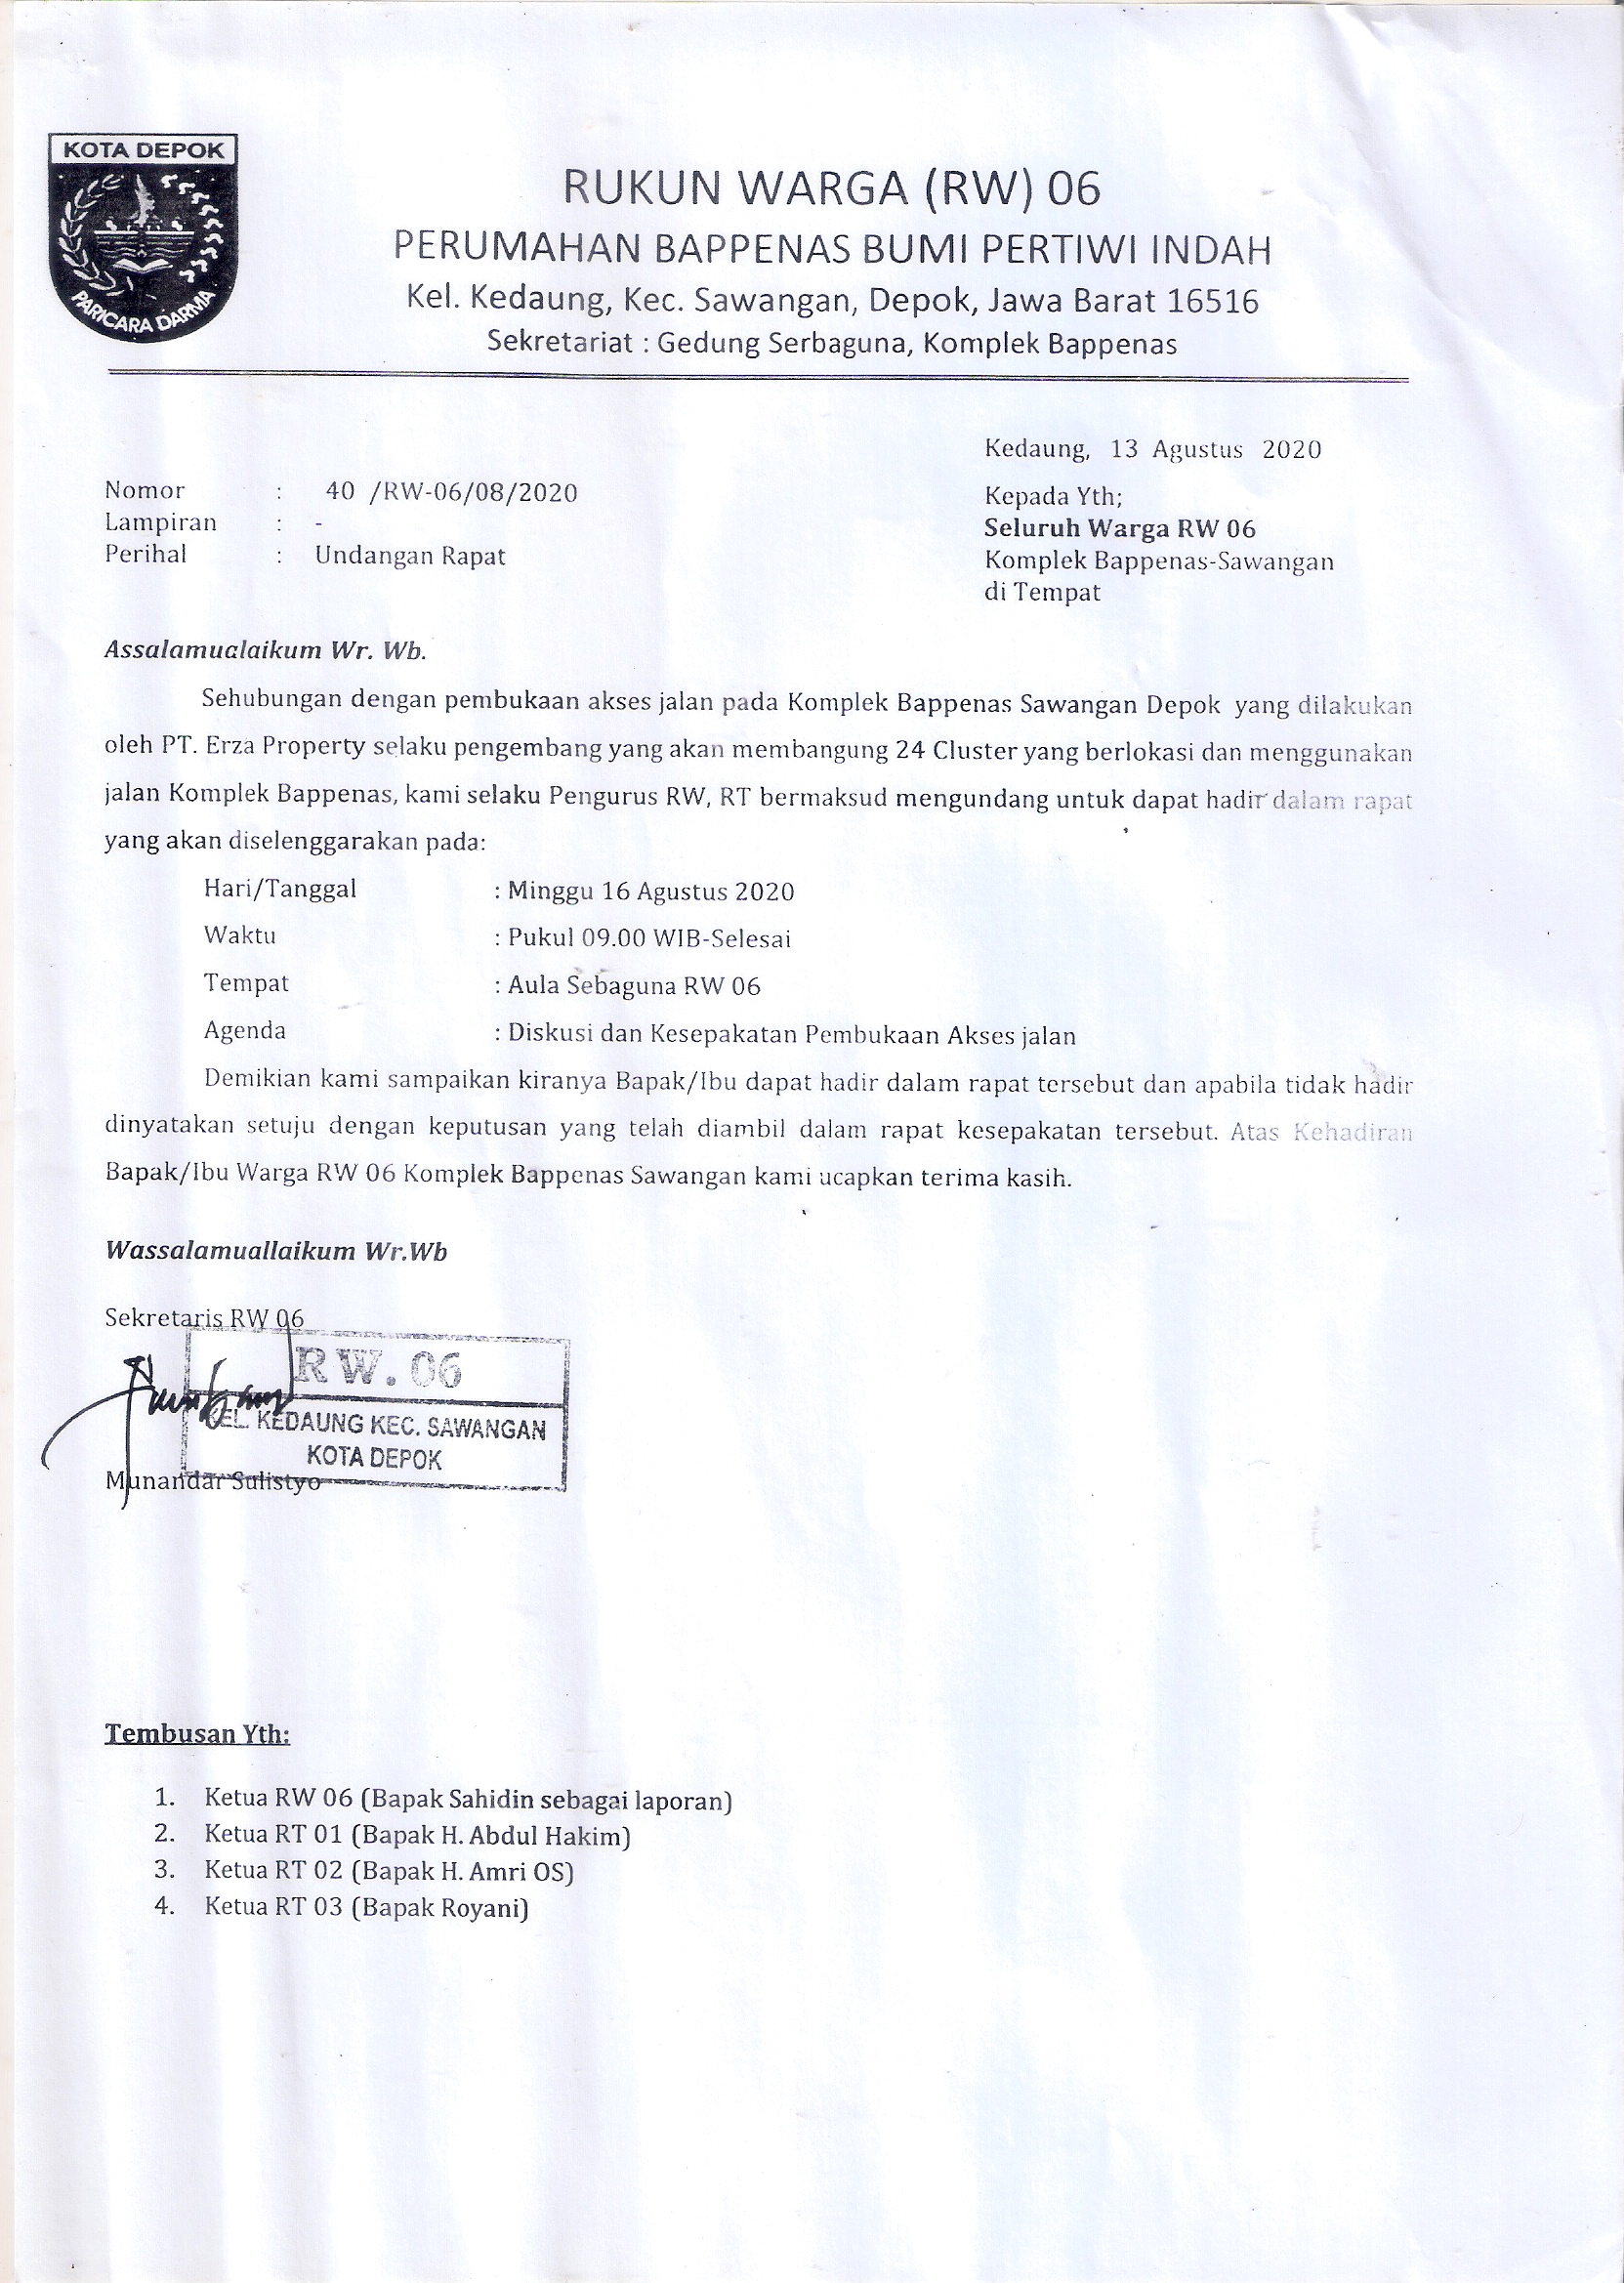 KOTA DEPOK
PARICARA DARMA
RUKUN WARGA (RW) 06
PERUMAHAN BAPPENAS BUMI PERTIWI INDAH
Kel. Kedaung, Kec. Sawangan, Depok, Jawa Barat 16516
Sekretariat : Gedung Serbaguna, Komplek Bappenas
Kedaung, 13 Agustus 2020
Nomor : 40 /RW-06/08/2020
Lampiran : -
Perihal : Undangan Rapat
Kepada Yth;
Seluruh Warga RW 06
Komplek Bappenas-Sawangan
di Tempat
Assalamualaikum Wr. Wb.
Sehubungan dengan pembukaan akses jalan pada Komplek Bappenas Sawangan Depok yang dilakukan
oleh PT. Erza Property selaku pengembang yang akan membangung 24 Cluster yang berlokasi dan menggunakan
jalan Komplek Bappenas, kami selaku Pengurus RW, RT bermaksud mengundang untuk dapat hadir dalam rapat
yang akan diselenggarakan pada:
Hari/Tanggal : Minggu 16 Agustus 2020
Waktu : Pukul 09.00 WIB-Selesai
Tempat : Aula Sebaguna RW 06
Agenda : Diskusi dan Kesepakatan Pembukaan Akses jalan
Demikian kami sampaikan kiranya Bapak/Ibu dapat hadir dalam rapat tersebut dan apabila tidak hadir
dinyatakan setuju dengan keputusan yang telah diambil dalam rapat kesepakatan tersebut. Atas Kehadiran
Bapak/Ibu Warga RW 06 Komplek Bappenas Sawangan kami ucapkan terima kasih.
Wassalamuallaikum Wr.Wb
Sekretaris RW 06
RW. 06
KEL. KEDAUNG KEC. SAWANGAN
KOTA DEPOK
Munandar Sulistyo
Tembusan Yth:
1. Ketua RW 06 (Bapak Sahidin sebagai laporan)
2. Ketua RT 01 (Bapak H. Abdul Hakim)
3. Ketua RT 02 (Bapak H. Amri OS)
4. Ketua RT 03 (Bapak Royani)